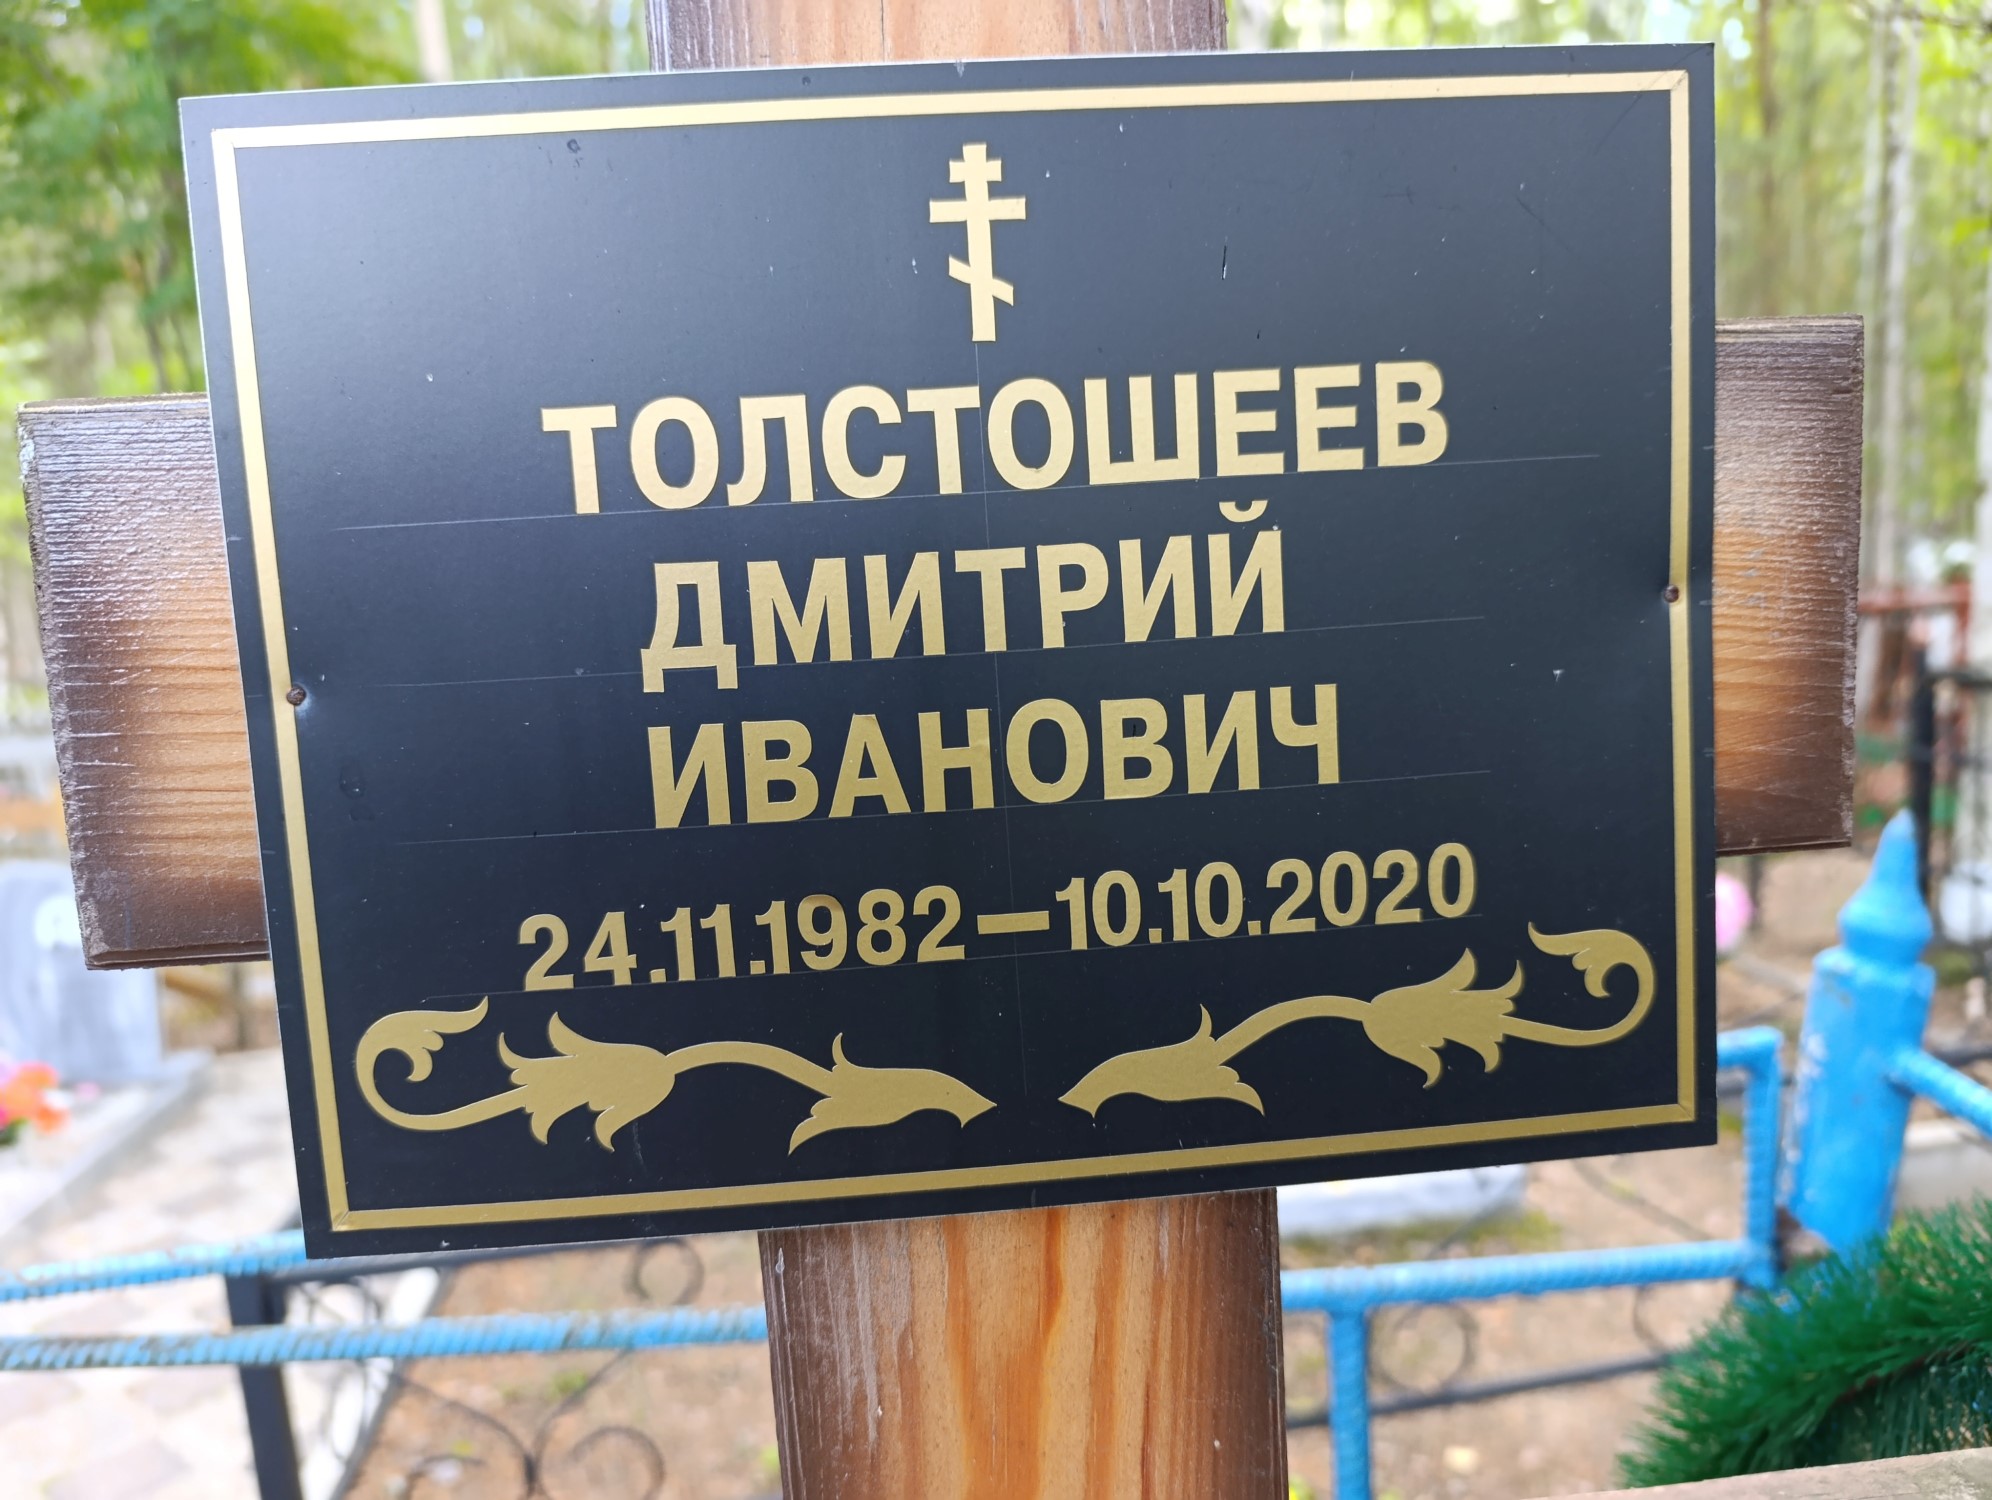 ТОЛСТОШЕЕВ
ДМИТРИЙ
ИВАНОВИЧ
24.11.1982—10.10.2020